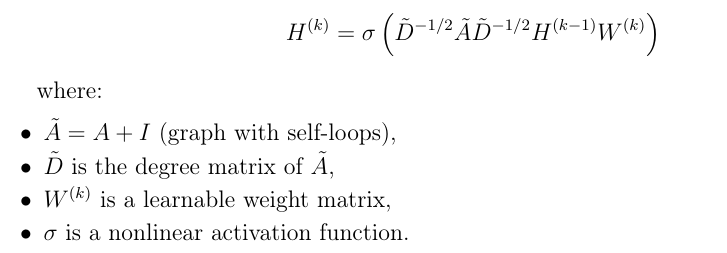 H^{(k)} = σ ( D̃^{-1/2} Ã D̃^{-1/2} H^{(k-1)} W^{(k)} )
where:
• Ã = A + I (graph with self-loops),
• D̃ is the degree matrix of Ã,
• W^{(k)} is a learnable weight matrix,
• σ is a nonlinear activation function.